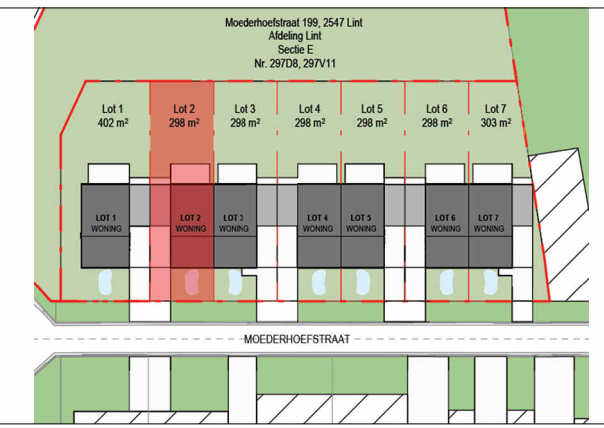 Moederhoefstraat 199, 2547 Lint
Afdeling Lint
Sectie E
Nr. 297D8, 297V11
Lot 1
402 m²
Lot 2
298 m²
Lot 3
298 m²
Lot 4
298 m²
Lot 5
298 m²
Lot 6
298 m²
Lot 7
303 m²
LOT 1
WONING
LOT 2
WONING
LOT 3
WONING
LOT 4
WONING
LOT 5
WONING
LOT 6
WONING
LOT 7
WONING
MOEDERHOEFSTRAAT